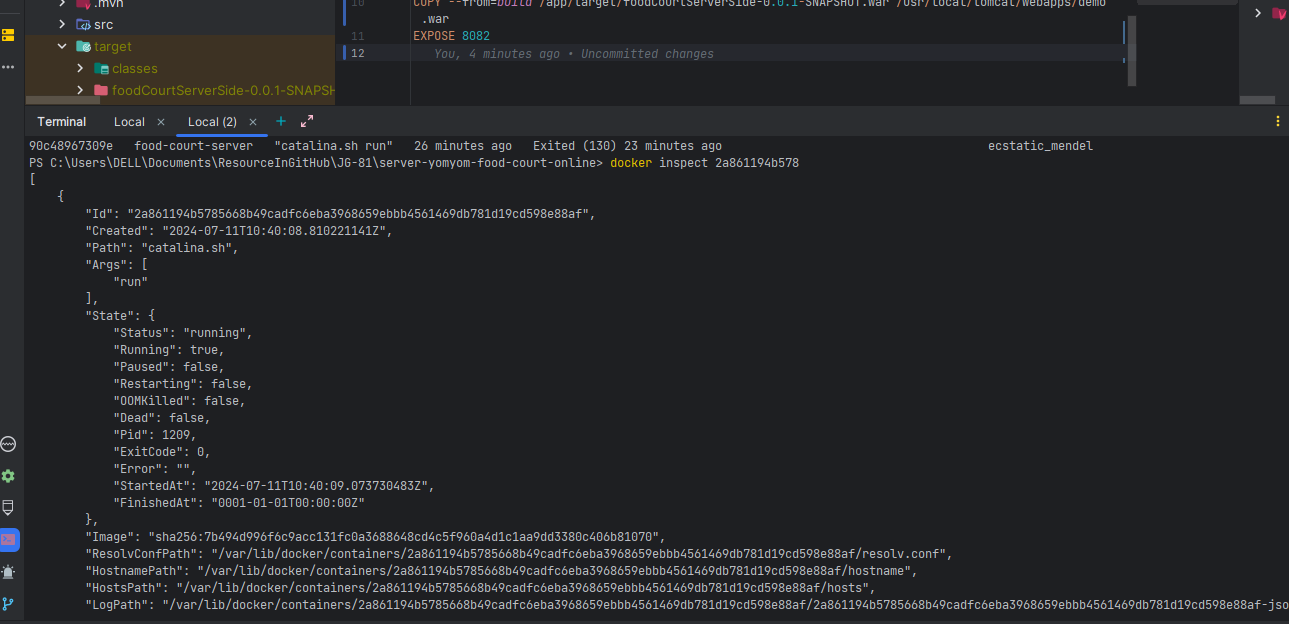 .mvn
src
target
classes
foodCourtServerSide-0.0.1-SNAPSH
10 COPY --from=build /app/target/foodCourtServerSide-0.0.1-SNAPSHOT.war /usr/local/tomcat/webapps/demo
.war
11 EXPOSE 8082
12 You, 4 minutes ago • Uncommitted changes
Terminal Local × Local (2) × +
90c48967309e food-court-server "catalina.sh run" 26 minutes ago Exited (130) 23 minutes ago ecstatic_mendel
PS C:\Users\DELL\Documents\ResourceInGitHub\JG-81\server-yomyom-food-court-online> docker inspect 2a861194b578
[
{
"Id": "2a861194b5785668b49cadfc6eba3968659ebbb4561469db781d19cd598e88af",
"Created": "2024-07-11T10:40:08.810221141Z",
"Path": "catalina.sh",
"Args": [
"run"
],
"State": {
"Status": "running",
"Running": true,
"Paused": false,
"Restarting": false,
"OOMKilled": false,
"Dead": false,
"Pid": 1209,
"ExitCode": 0,
"Error": "",
"StartedAt": "2024-07-11T10:40:09.073730483Z",
"FinishedAt": "0001-01-01T00:00:00Z"
},
"Image": "sha256:7b494d996f6c9acc131fc0a3688648cd4c5f960a4d1c1aa9dd3380c406b81070",
"ResolvConfPath": "/var/lib/docker/containers/2a861194b5785668b49cadfc6eba3968659ebbb4561469db781d19cd598e88af/resolv.conf",
"HostnamePath": "/var/lib/docker/containers/2a861194b5785668b49cadfc6eba3968659ebbb4561469db781d19cd598e88af/hostname",
"HostsPath": "/var/lib/docker/containers/2a861194b5785668b49cadfc6eba3968659ebbb4561469db781d19cd598e88af/hosts",
"LogPath": "/var/lib/docker/containers/2a861194b5785668b49cadfc6eba3968659ebbb4561469db781d19cd598e88af/2a861194b5785668b49cadfc6eba3968659ebbb4561469db781d19cd598e88af-jso